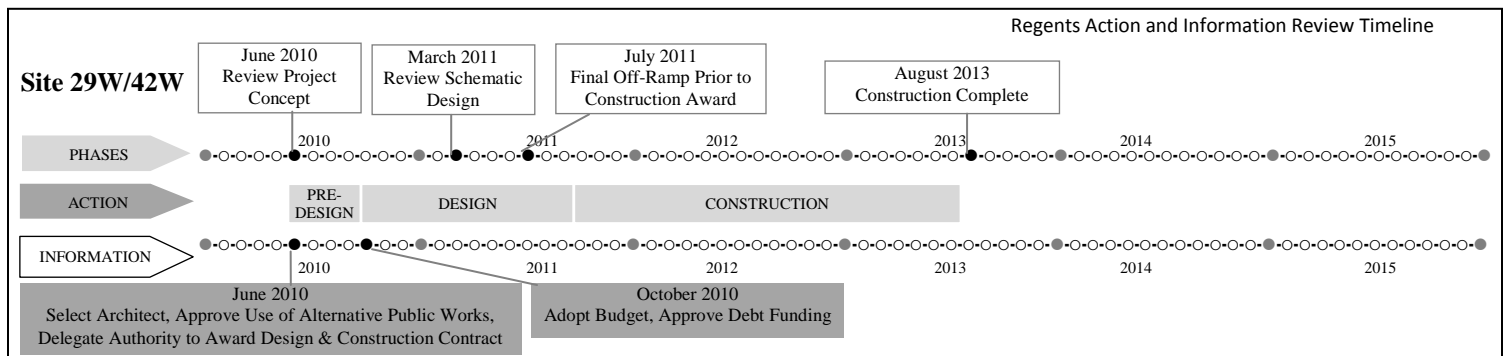 Regents Action and Information Review Timeline
Site 29W/42W
June 2010
Review Project
Concept
March 2011
Review Schematic
Design
July 2011
Final Off-Ramp Prior to
Construction Award
August 2013
Construction Complete
PHASES
2010
2011
2012
2013
2014
2015
ACTION
PRE-
DESIGN
DESIGN
CONSTRUCTION
INFORMATION
2010
2011
2012
2013
2014
2015
June 2010
Select Architect, Approve Use of Alternative Public Works,
Delegate Authority to Award Design & Construction Contract
October 2010
Adopt Budget, Approve Debt Funding